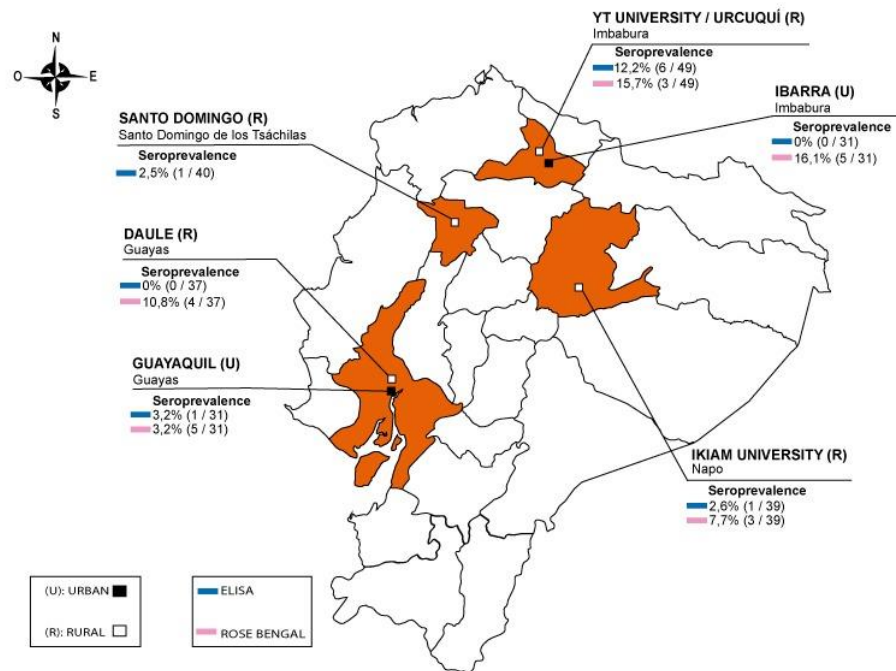 N
O
E
S
YT UNIVERSITY / URCUQUÍ (R)
Imbabura
Seroprevalence
12,2% (6 / 49)
15,7% (3 / 49)
IBARRA (U)
Imbabura
Seroprevalence
0% (0 / 31)
16,1% (5 / 31)
SANTO DOMINGO (R)
Santo Domingo de los Tsáchilas
Seroprevalence
2,5% (1 / 40)
DAULE (R)
Guayas
Seroprevalence
0% (0 / 37)
10,8% (4 / 37)
GUAYAQUIL (U)
Guayas
Seroprevalence
3,2% (1 / 31)
3,2% (5 / 31)
IKIAM UNIVERSITY (R)
Napo
Seroprevalence
2,6% (1 / 39)
7,7% (3 / 39)
(U): URBAN
(R): RURAL
ELISA
ROSE BENGAL